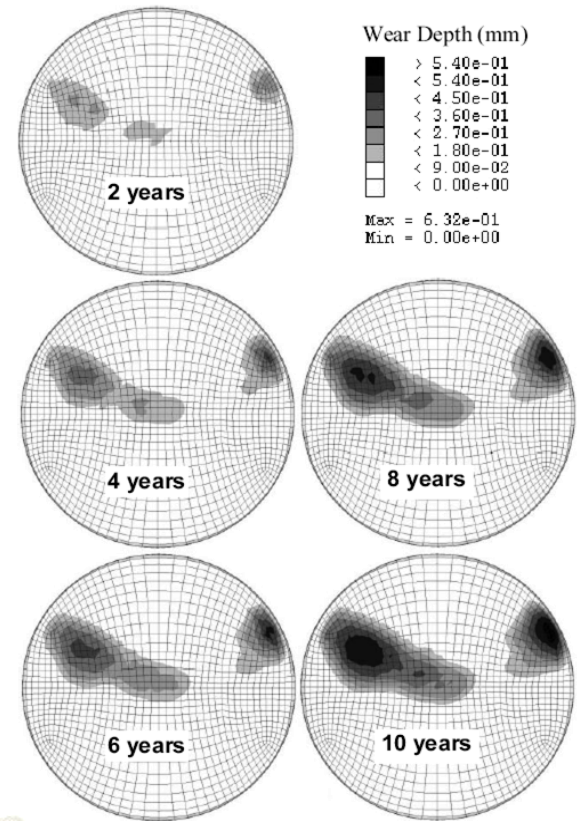 Wear Depth (mm)
> 5.40e-01
< 5.40e-01
< 4.50e-01
< 3.60e-01
< 2.70e-01
< 1.80e-01
< 9.00e-02
< 0.00e+00
Max = 6.32e-01
Min = 0.00e+00
2 years
4 years
8 years
6 years
10 years